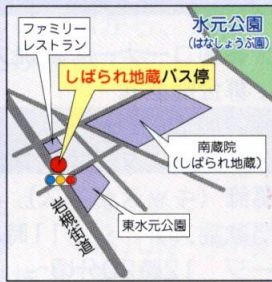 水元公園
(はなしょうぶ園)
ファミリー
レストラン
しばられ地蔵バス停
南蔵院
(しばられ地蔵)
東水元公園
岩槻街道